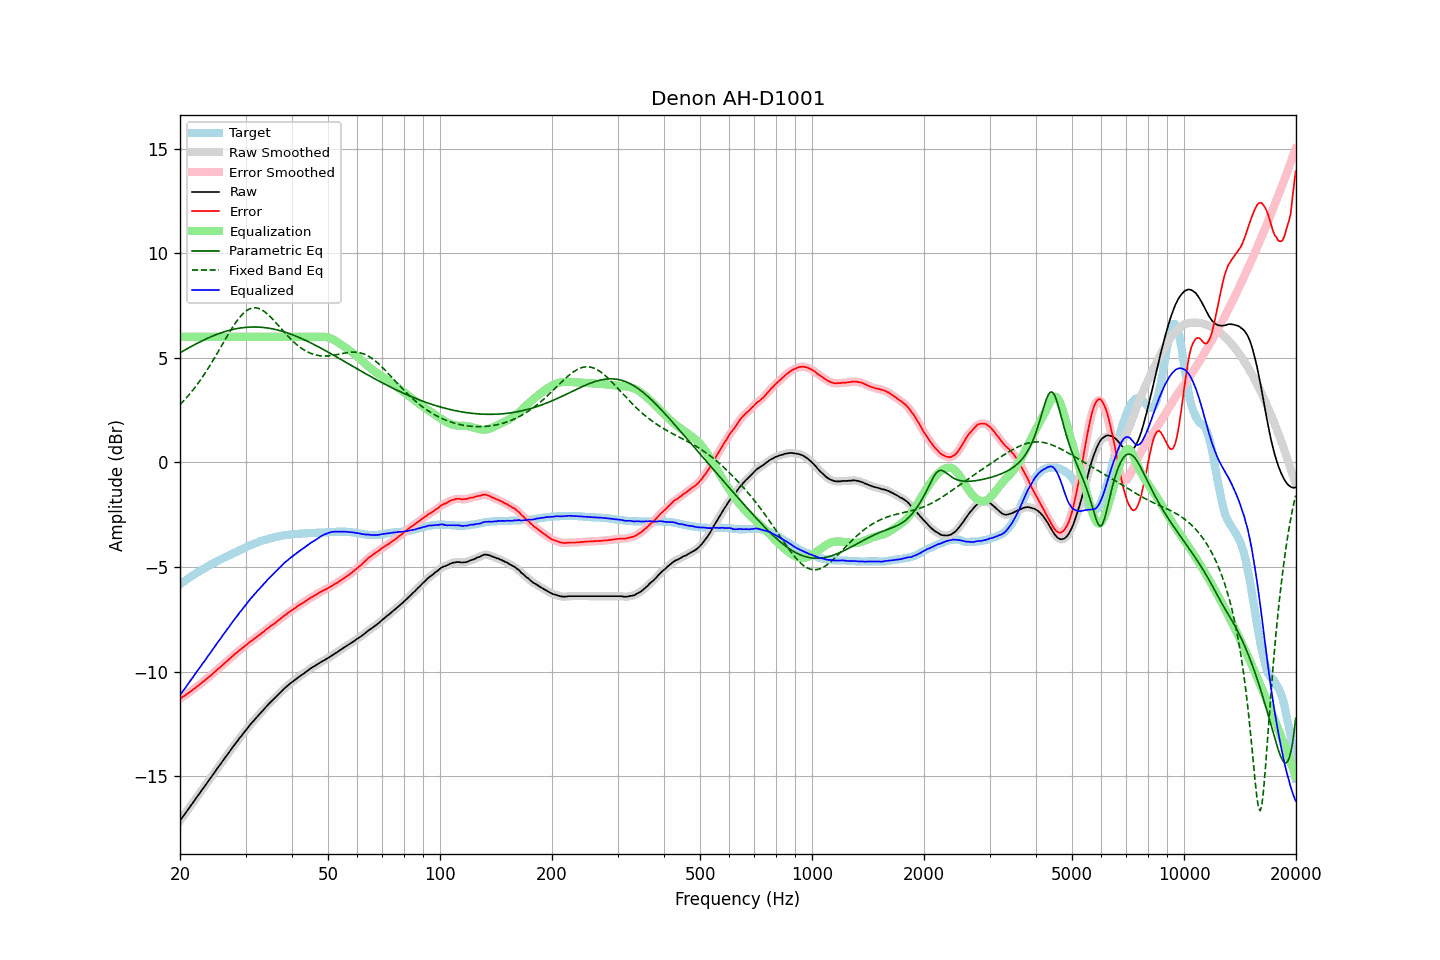 Denon AH-D1001
Target
Raw Smoothed
Error Smoothed
Raw
Error
Equalization
Parametric Eq
Fixed Band Eq
Equalized
Amplitude (dBr)
15
10
5
0
−5
−10
−15
20 50 100 200 500 1000 2000 5000 10000 20000
Frequency (Hz)